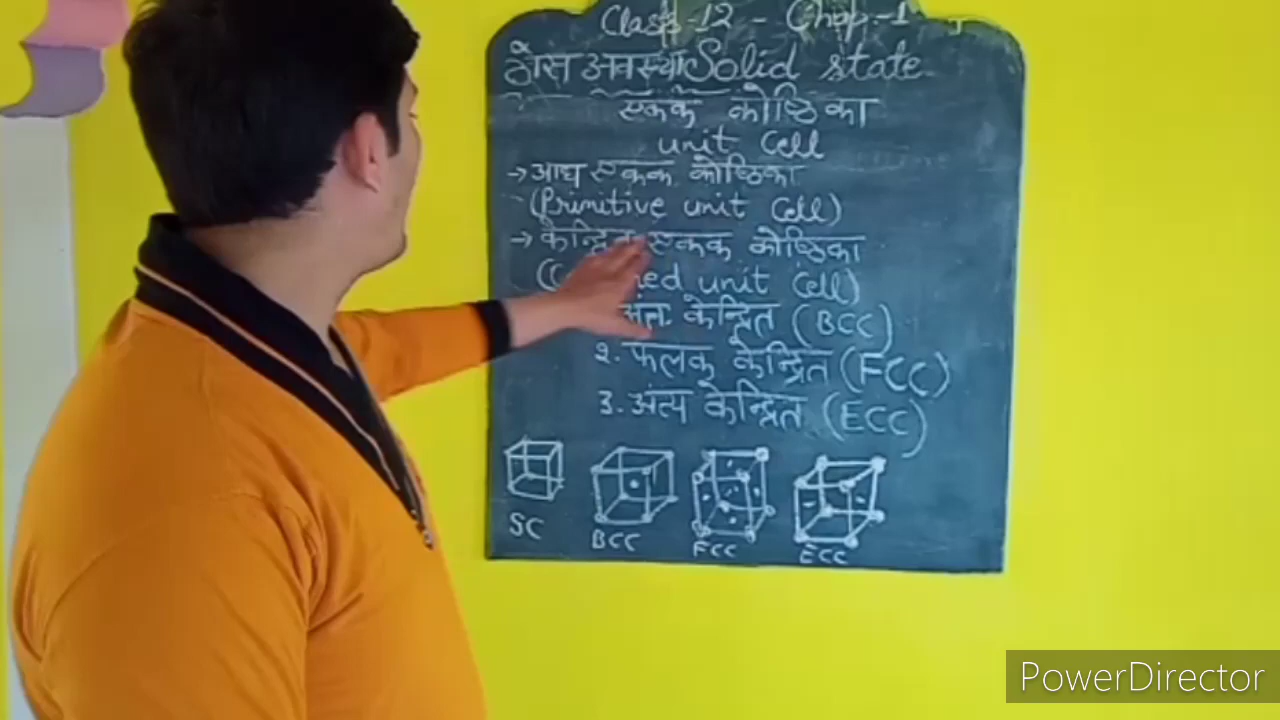 Class-12 - Chap.-1
ठोस अवस्था Solid state
एकक कोष्ठिका
unit Cell
→ आद्य एकक कोष्ठिका
(Primitive unit Cell)
→ केन्द्रित एकक कोष्ठिका
unit Cell)
अंतः केन्द्रित (BCC)
२. फलक केन्द्रित (FCC)
3. अंत्य केन्द्रित (ECC)
SC BCC FCC ECC
PowerDirector